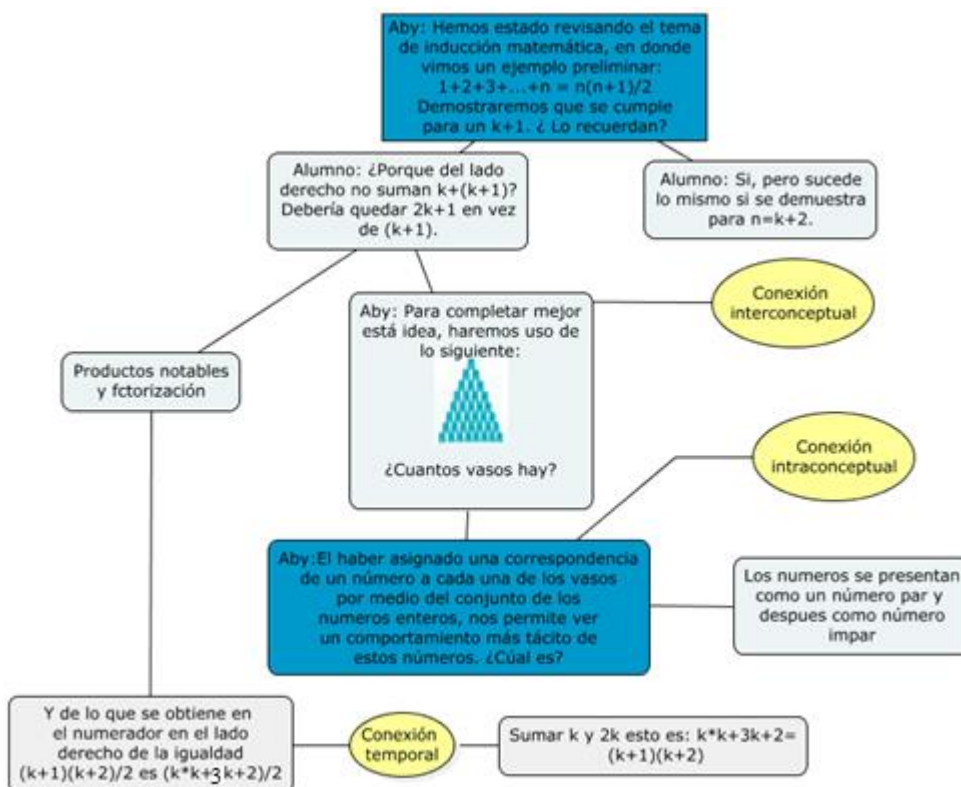 Aby: Hemos estado revisando el tema
de inducción matemática, en donde
vimos un ejemplo preliminar:
1+2+3+...+n = n(n+1)/2
Demostraremos que se cumple
para un k+1. ¿ Lo recuerdan?
Alumno: ¿Porque del lado
derecho no suman k+(k+1)?
Debería quedar 2k+1 en vez
de (k+1).
Alumno: Si, pero sucede
lo mismo si se demuestra
para n=k+2.
Conexión
interconceptual
Aby: Para completar mejor
está idea, haremos uso de
lo siguiente:
¿Cuantos vasos hay?
Productos notables
y fctorización
Conexión
intraconceptual
Aby:El haber asignado una correspondencia
de un número a cada una de los vasos
por medio del conjunto de los
numeros enteros, nos permite ver
un comportamiento más tácito de
estos números. ¿Cúal es?
Los numeros se presentan
como un número par y
despues como número
impar
Y de lo que se obtiene en
el numerador en el lado
derecho de la igualdad
(k+1)(k+2)/2 es (k*k+3k+2)/2
Conexión
temporal
Sumar k y 2k esto es: k*k+3k+2=
(k+1)(k+2)